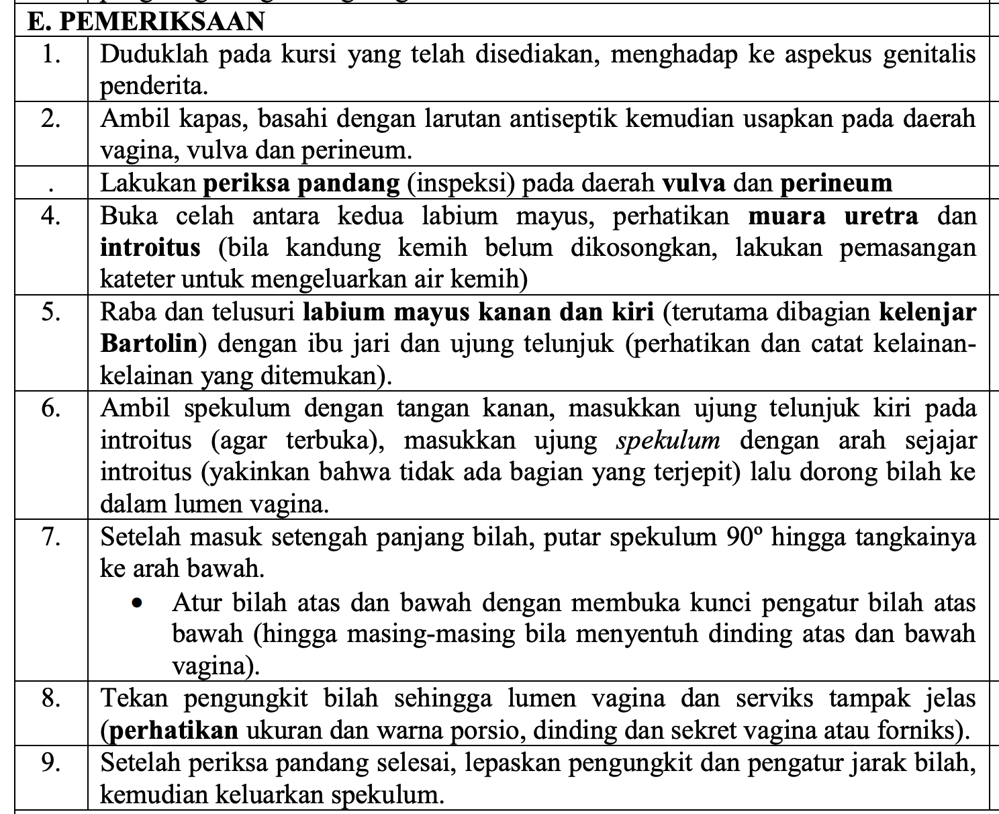 E. PEMERIKSAAN
1. Duduklah pada kursi yang telah disediakan, menghadap ke aspekus genitalis
penderita.
2. Ambil kapas, basahi dengan larutan antiseptik kemudian usapkan pada daerah
vagina, vulva dan perineum.
. Lakukan periksa pandang (inspeksi) pada daerah vulva dan perineum
4. Buka celah antara kedua labium mayus, perhatikan muara uretra dan
introitus (bila kandung kemih belum dikosongkan, lakukan pemasangan
kateter untuk mengeluarkan air kemih)
5. Raba dan telusuri labium mayus kanan dan kiri (terutama dibagian kelenjar
Bartolin) dengan ibu jari dan ujung telunjuk (perhatikan dan catat kelainan-
kelainan yang ditemukan).
6. Ambil spekulum dengan tangan kanan, masukkan ujung telunjuk kiri pada
introitus (agar terbuka), masukkan ujung spekulum dengan arah sejajar
introitus (yakinkan bahwa tidak ada bagian yang terjepit) lalu dorong bilah ke
dalam lumen vagina.
7. Setelah masuk setengah panjang bilah, putar spekulum 90º hingga tangkainya
ke arah bawah.
• Atur bilah atas dan bawah dengan membuka kunci pengatur bilah atas
bawah (hingga masing-masing bila menyentuh dinding atas dan bawah
vagina).
8. Tekan pengungkit bilah sehingga lumen vagina dan serviks tampak jelas
(perhatikan ukuran dan warna porsio, dinding dan sekret vagina atau forniks).
9. Setelah periksa pandang selesai, lepaskan pengungkit dan pengatur jarak bilah,
kemudian keluarkan spekulum.